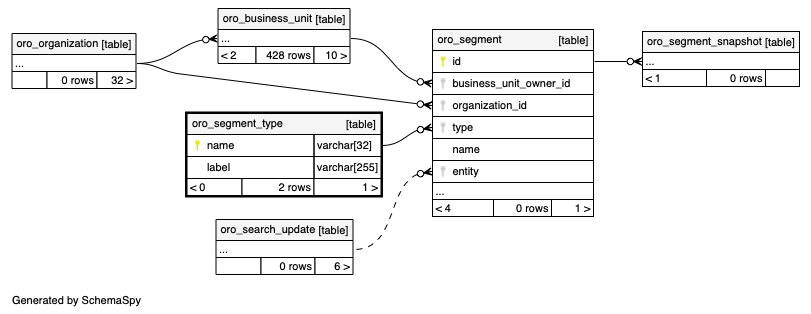 oro_organization [table]
...
0 rows 32 >
oro_business_unit [table]
...
< 2 428 rows 10 >
oro_segment_type [table]
name varchar[32]
label varchar[255]
< 0 2 rows 1 >
oro_search_update [table]
...
0 rows 6 >
oro_segment [table]
id
business_unit_owner_id
organization_id
type
name
entity
...
< 4 0 rows 1 >
oro_segment_snapshot [table]
...
< 1 0 rows
Generated by SchemaSpy